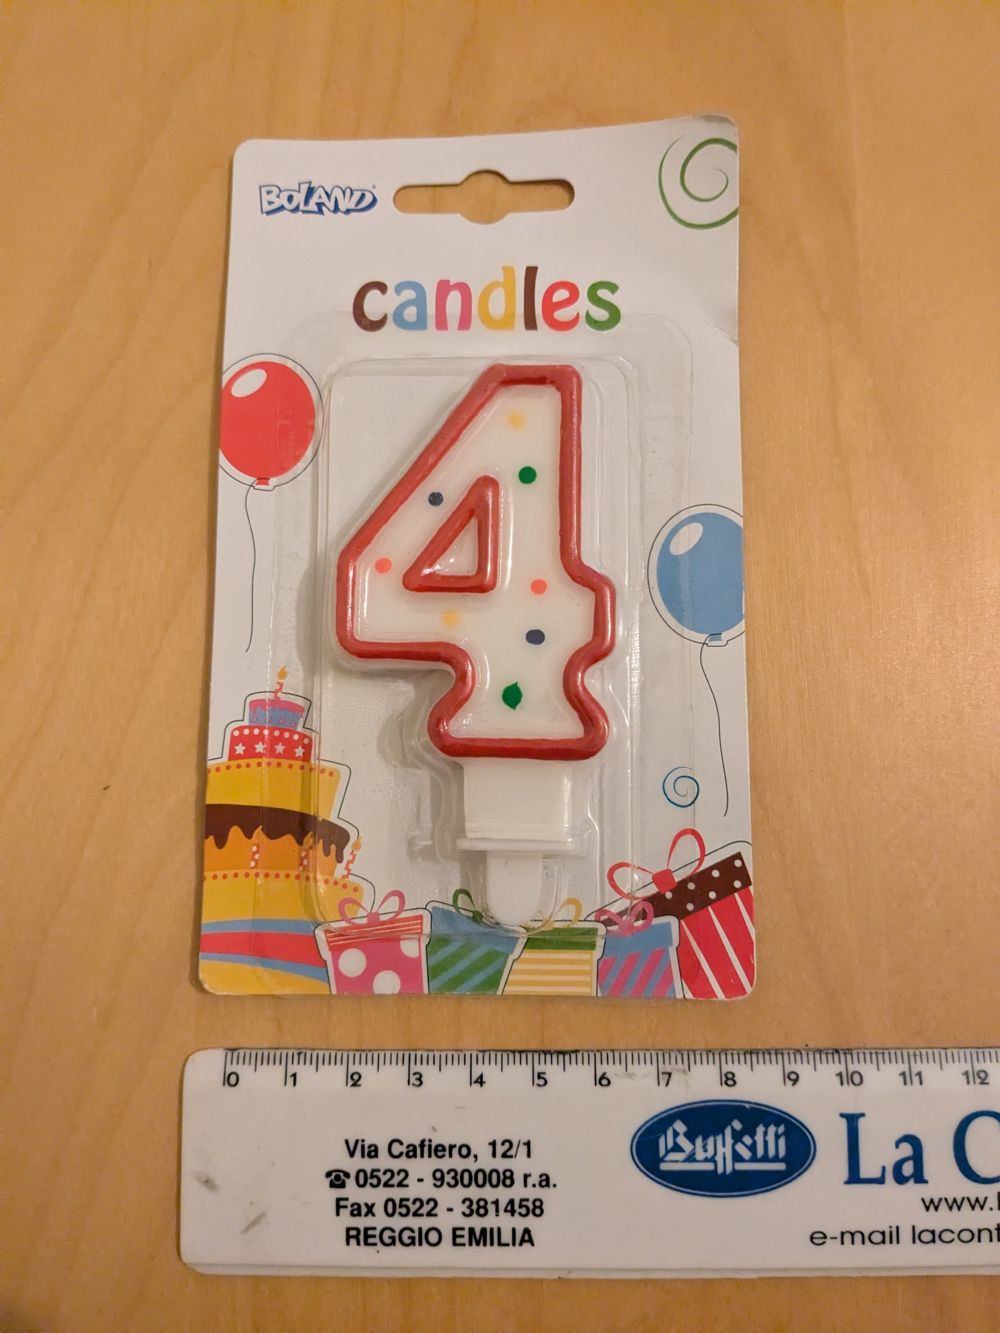 BOLAND
candles
4
0 1 2 3 4 5 6 7 8 9 10 11 12
Via Cafiero, 12/1
☎0522 - 930008 r.a.
Fax 0522 - 381458
REGGIO EMILIA
Buffetti
La
www.
e-mail lacont